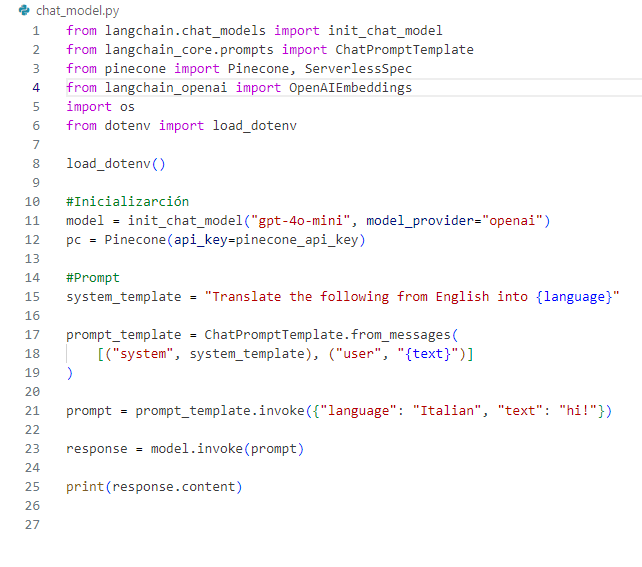 chat_model.py
1 from langchain.chat_models import init_chat_model
2 from langchain_core.prompts import ChatPromptTemplate
3 from pinecone import Pinecone, ServerlessSpec
4 from langchain_openai import OpenAIEmbeddings
5 import os
6 from dotenv import load_dotenv
7
8 load_dotenv()
9
10 #Inicializarción
11 model = init_chat_model("gpt-4o-mini", model_provider="openai")
12 pc = Pinecone(api_key=pinecone_api_key)
13
14 #Prompt
15 system_template = "Translate the following from English into {language}"
16
17 prompt_template = ChatPromptTemplate.from_messages(
18     [("system", system_template), ("user", "{text}")]
19 )
20
21 prompt = prompt_template.invoke({"language": "Italian", "text": "hi!"})
22
23 response = model.invoke(prompt)
24
25 print(response.content)
26
27